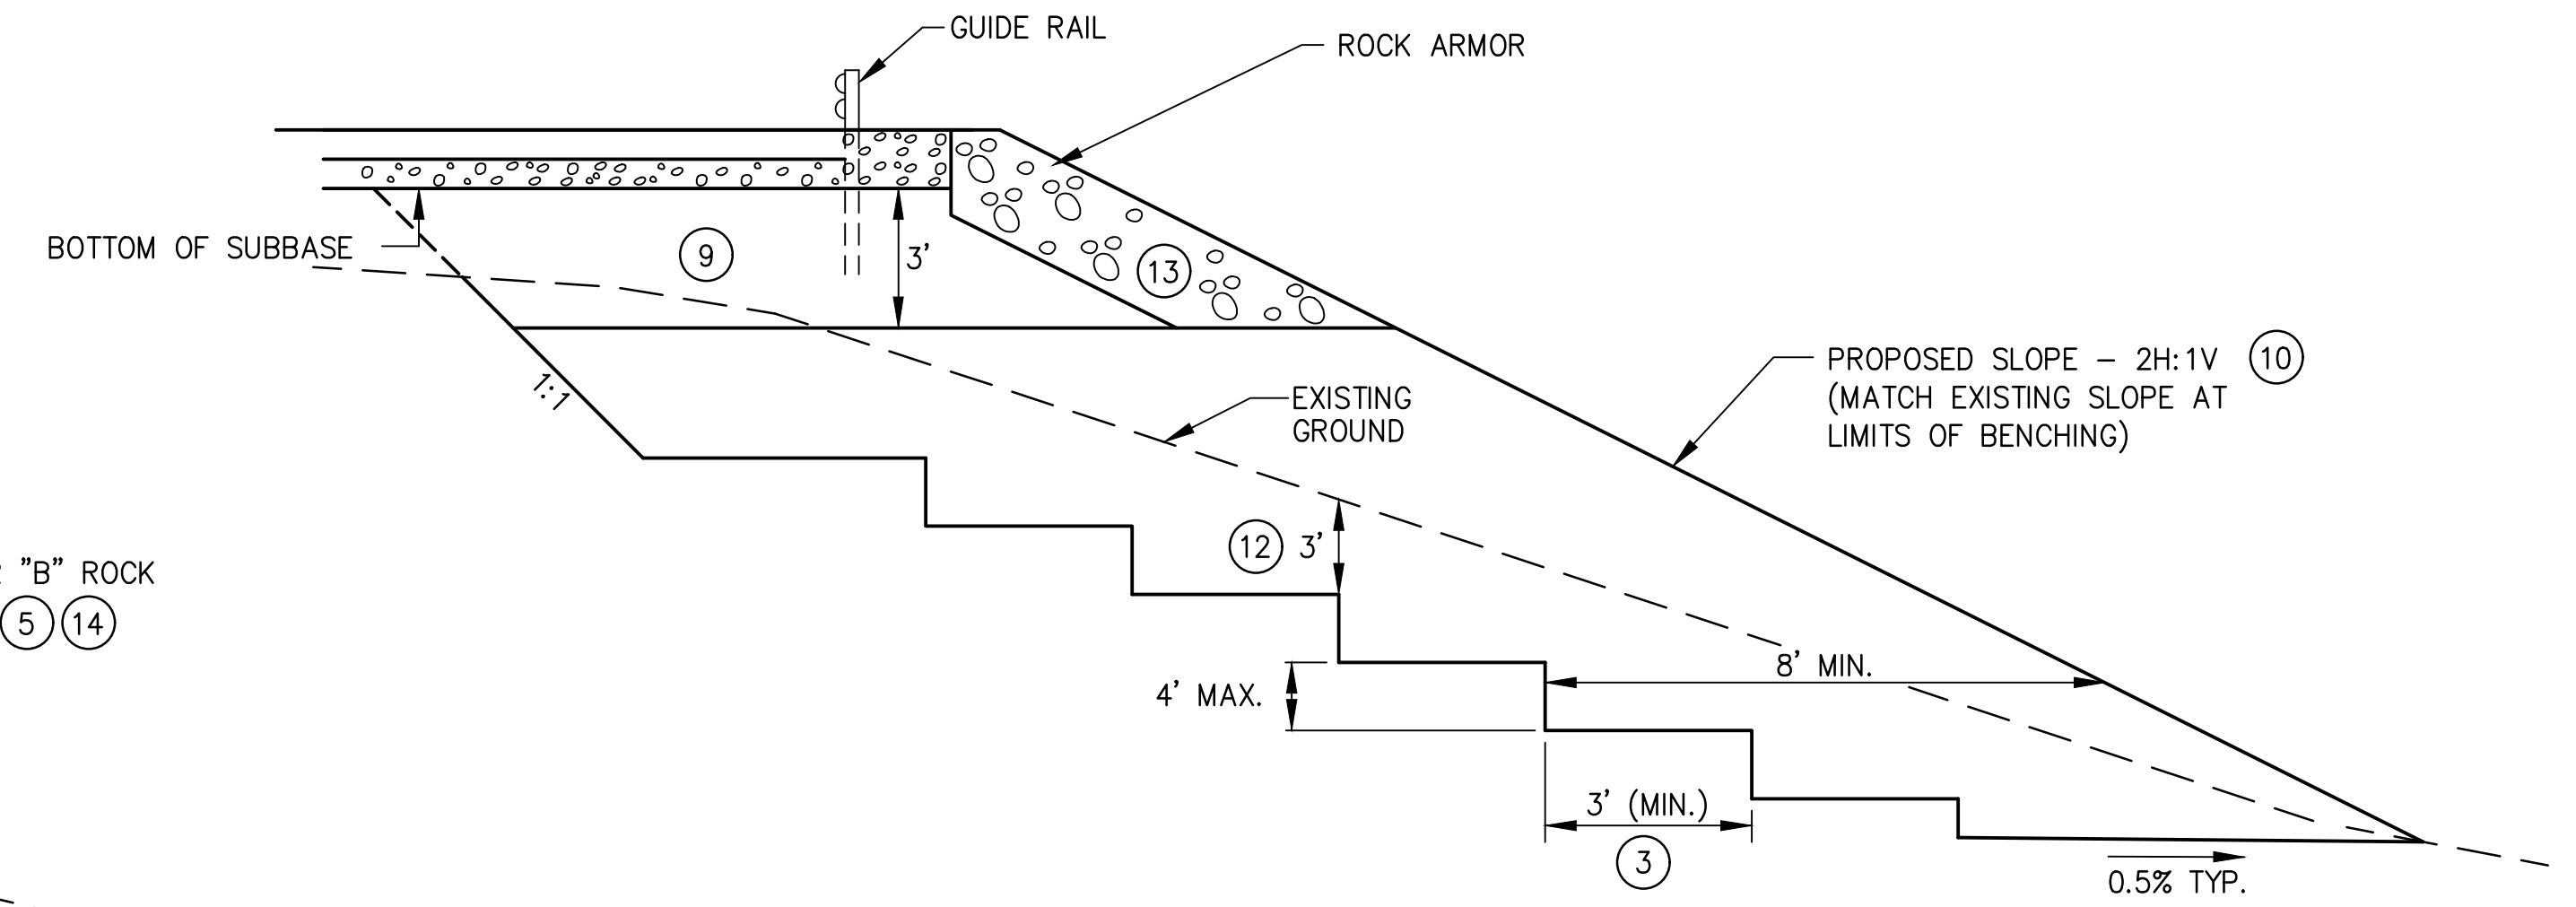 GUIDE RAIL
ROCK ARMOR
BOTTOM OF SUBBASE
9
3'
13
1:1
EXISTING
GROUND
PROPOSED SLOPE – 2H:1V 10
(MATCH EXISTING SLOPE AT
LIMITS OF BENCHING)
12 3'
"B" ROCK
5 14
8' MIN.
4' MAX.
3' (MIN.)
3
0.5% TYP.